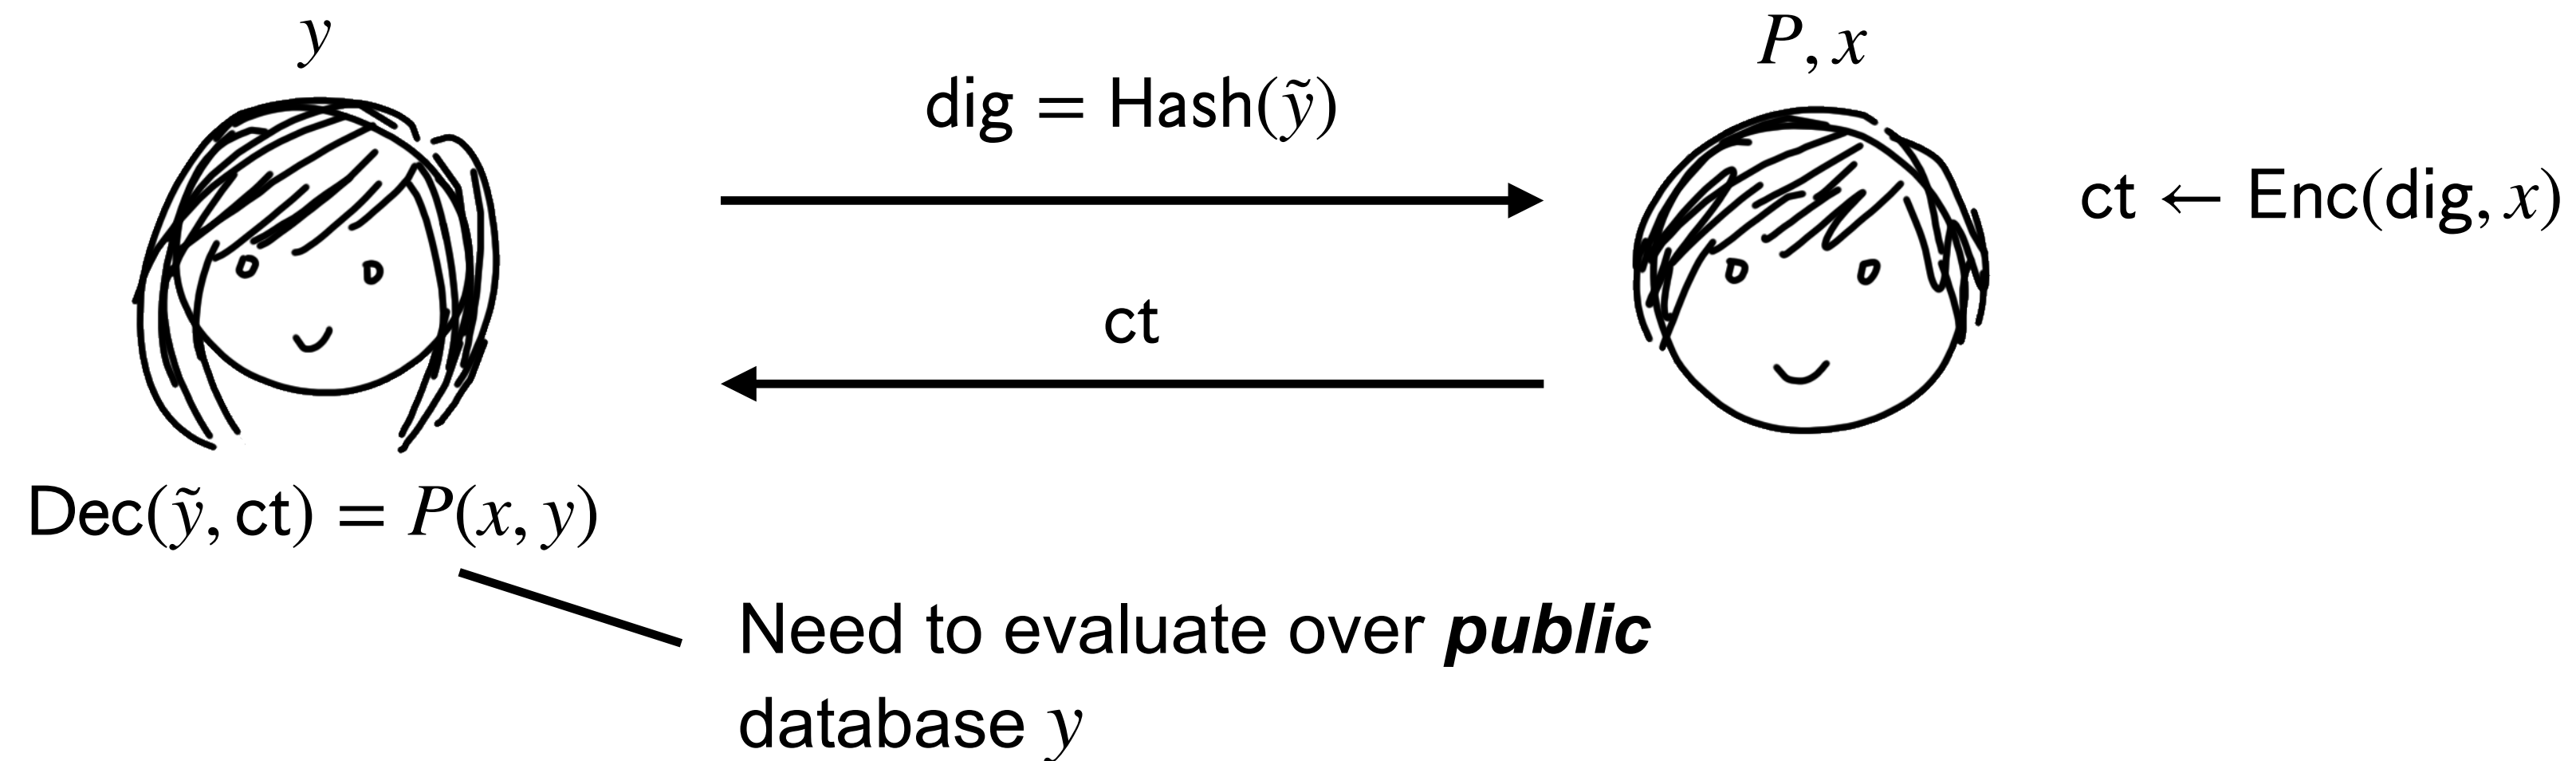 y
P, x
dig = Hash(ỹ)
ct ← Enc(dig, x)
ct
Dec(ỹ, ct) = P(x, y)
Need to evaluate over public
database y